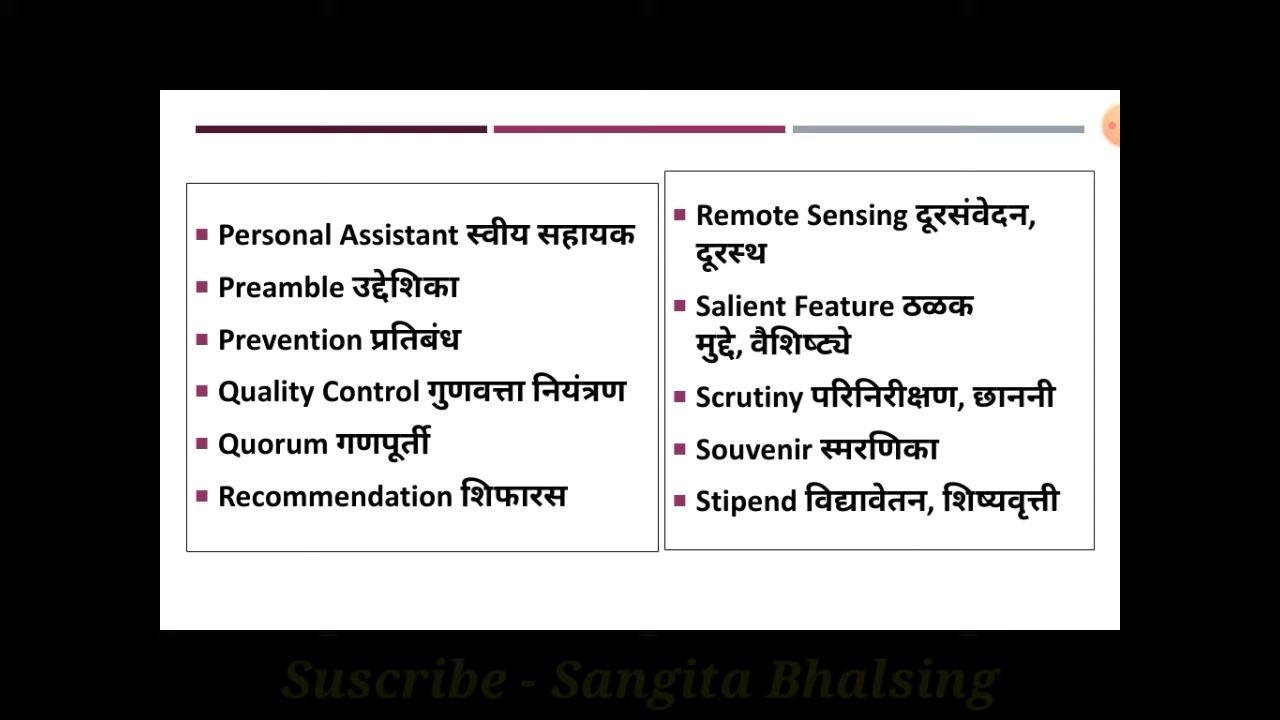 Personal Assistant स्वीय सहायक
Preamble उद्देशिका
Prevention प्रतिबंध
Quality Control गुणवत्ता नियंत्रण
Quorum गणपूर्ती
Recommendation शिफारस
Remote Sensing दूरसंवेदन,
दूरस्थ
Salient Feature ठळक
मुद्दे, वैशिष्ट्ये
Scrutiny परिनिरीक्षण, छाननी
Souvenir स्मरणिका
Stipend विद्यावेतन, शिष्यवृत्ती
Suscribe - Sangita Bhalsing